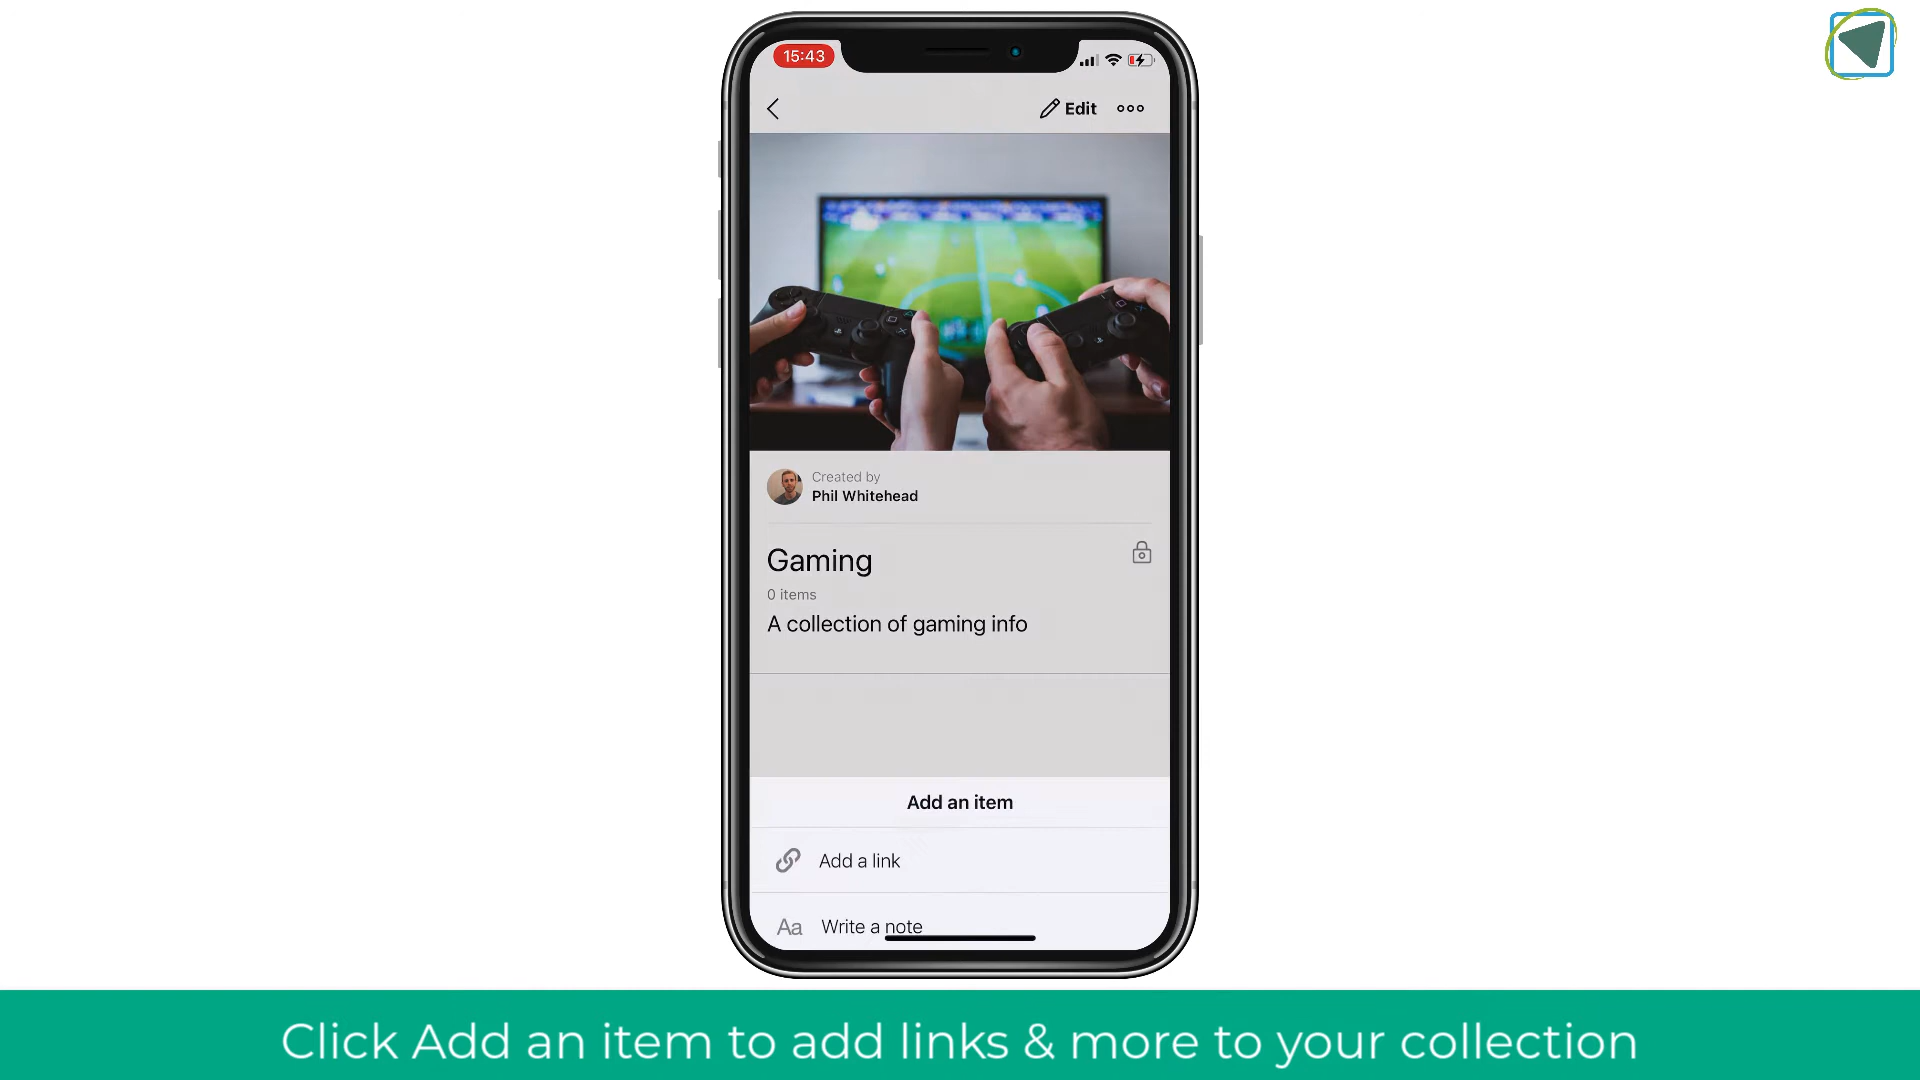 15:43
Edit
Created by
Phil Whitehead
Gaming
0 items
A collection of gaming info
Add an item
Add a link
Aa Write a note
Click Add an item to add links & more to your collection